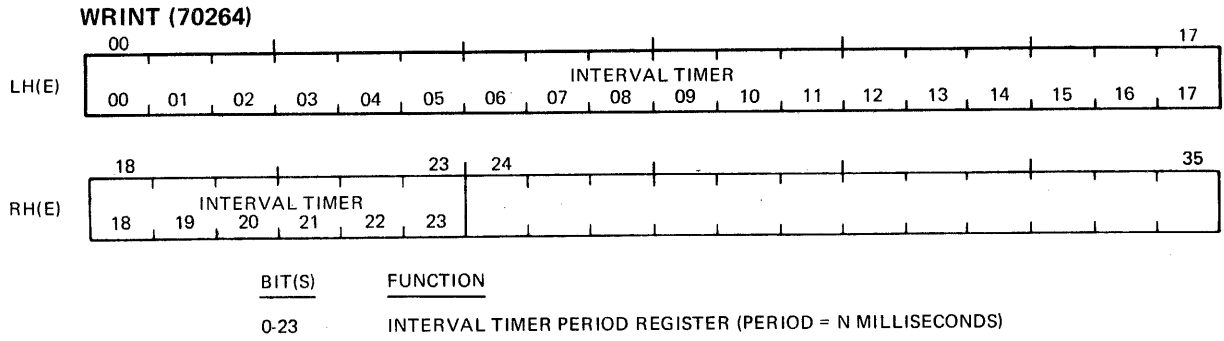 WRINT (70264)
00 17
INTERVAL TIMER
LH(E)
00 01 02 03 04 05 06 07 08 09 10 11 12 13 14 15 16 17
18 23 24 35
INTERVAL TIMER
RH(E)
18 19 20 21 22 23
BIT(S) FUNCTION
0-23 INTERVAL TIMER PERIOD REGISTER (PERIOD = N MILLISECONDS)